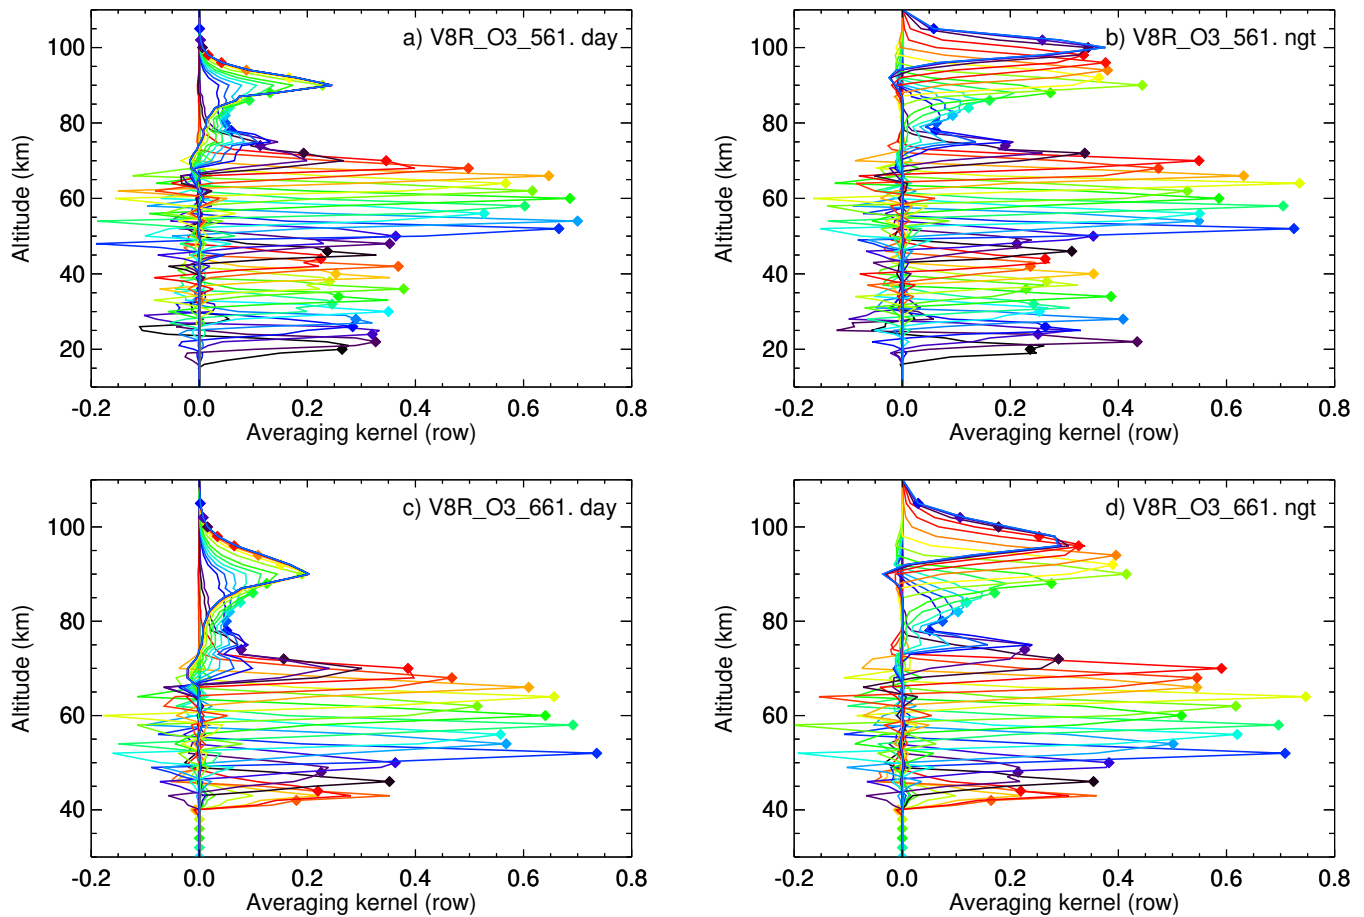 a) V8R_O3_561. day
100
80
60
40
20
Altitude (km)
-0.2 0.0 0.2 0.4 0.6 0.8
Averaging kernel (row)
b) V8R_O3_561. ngt
100
80
60
40
20
Altitude (km)
-0.2 0.0 0.2 0.4 0.6 0.8
Averaging kernel (row)
c) V8R_O3_661. day
100
80
60
40
Altitude (km)
-0.2 0.0 0.2 0.4 0.6 0.8
Averaging kernel (row)
d) V8R_O3_661. ngt
100
80
60
40
Altitude (km)
-0.2 0.0 0.2 0.4 0.6 0.8
Averaging kernel (row)